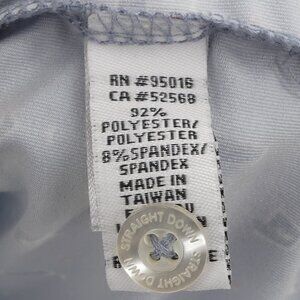 RN #95016
CA #52568
92%
POLYESTER/
POLYESTER
8% SPANDEX/
SPANDEX
MADE IN
TAIWAN
STRAIGHT DOWN
STRAIGHT DOWN